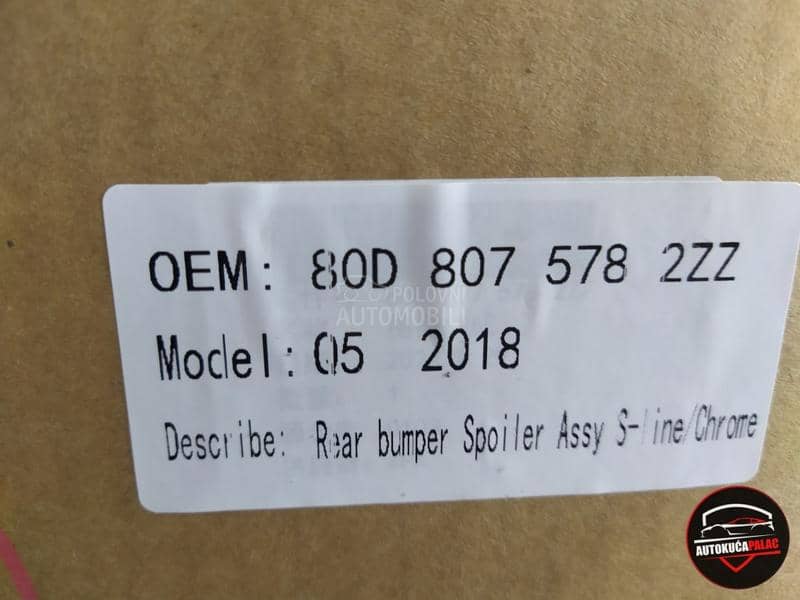 OEM: 80D 807 578 2ZZ
POLOVNI
AUTOMOBILI
Model: Q5 2018
Describe: Rear bumper Spoiler Assy S-line/Chrome
AUTOKUĆAPALAC